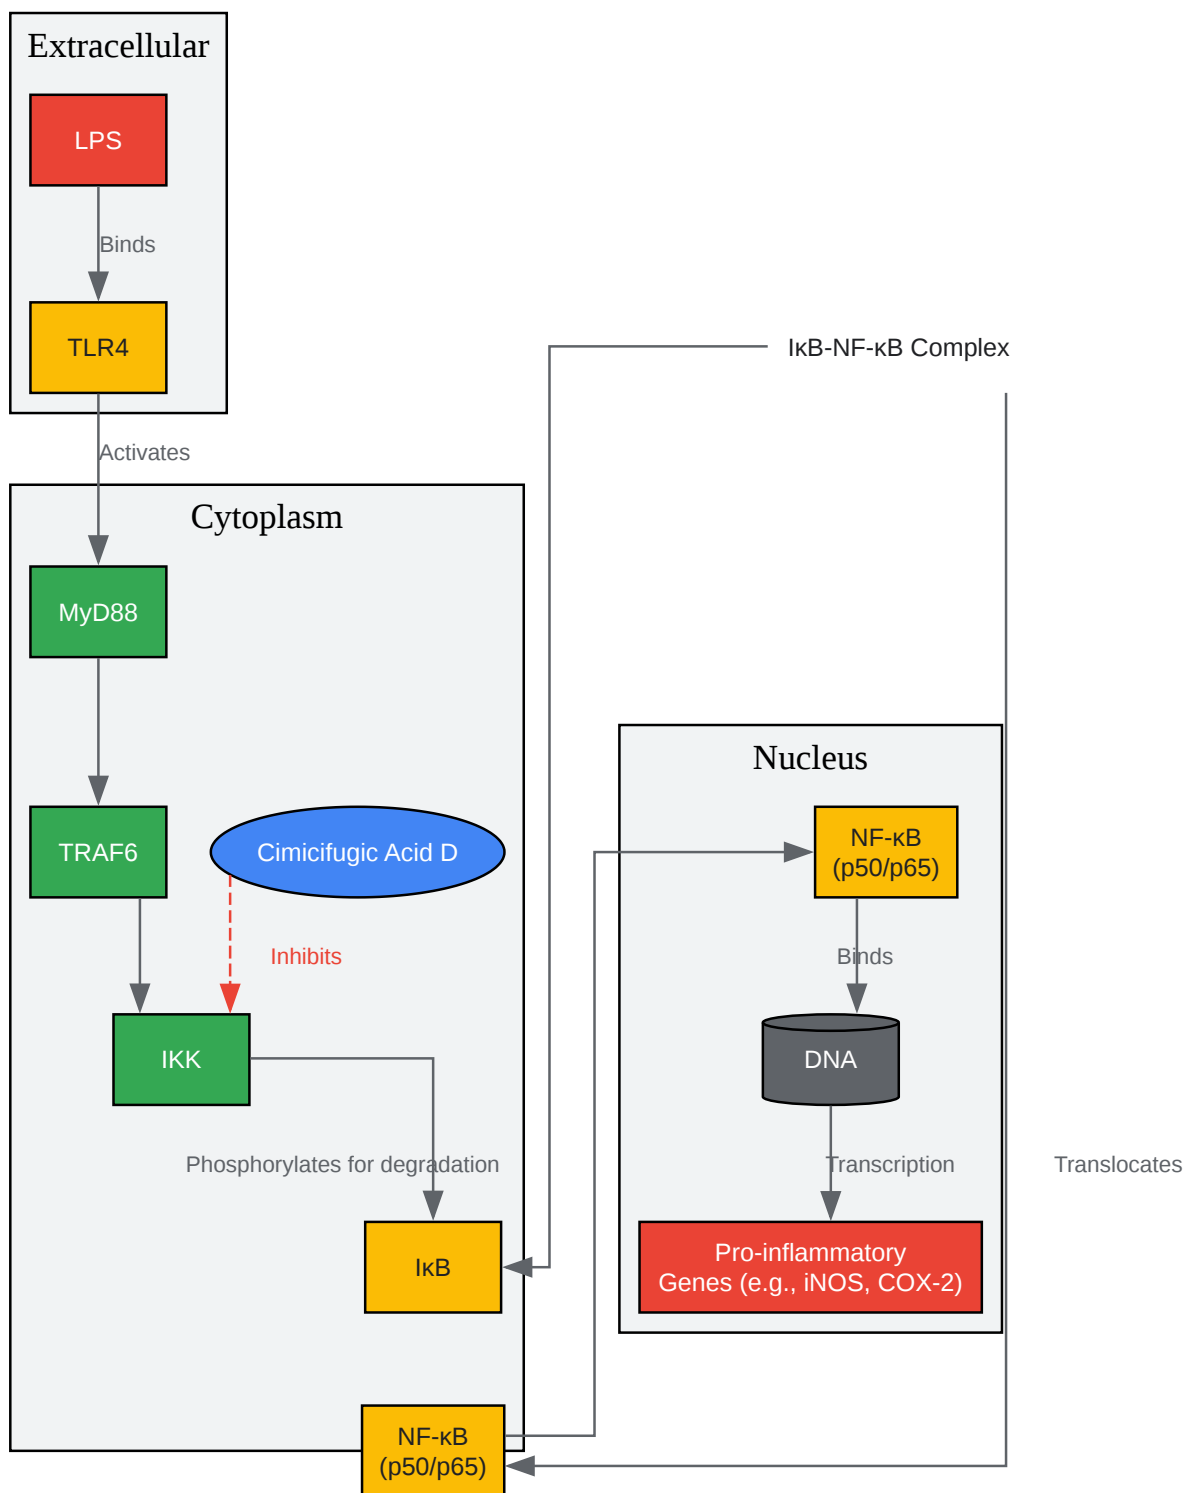 Extracellular
LPS
Binds
TLR4
IκB-NF-κB Complex
Activates
Cytoplasm
MyD88
Nucleus
TRAF6
Cimicifugic Acid D
NF-κB
(p50/p65)
Inhibits
Binds
IKK
DNA
Phosphorylates for degradation
Transcription
Translocates
IκB
Pro-inflammatory
Genes (e.g., iNOS, COX-2)
NF-κB
(p50/p65)